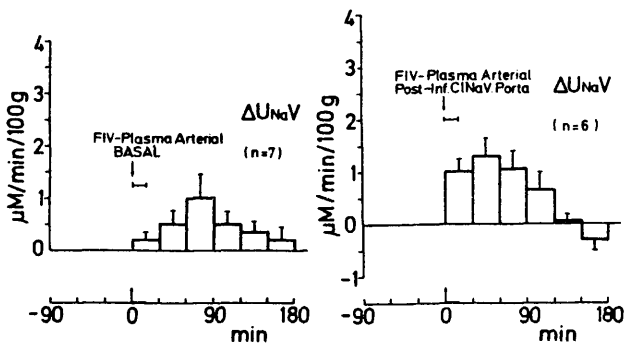 4
3
2
1
0
μM/min/100g
ΔUNaV
FIV-Plasma Arterial
BASAL
(n=7)
-90 0 90 180
min
4
3
2
1
0
-1
μM/min/100g
FIV-Plasma Arterial
Post-Inf.ClNaV.Porta
ΔUNaV
(n=6)
-90 0 90 180
min